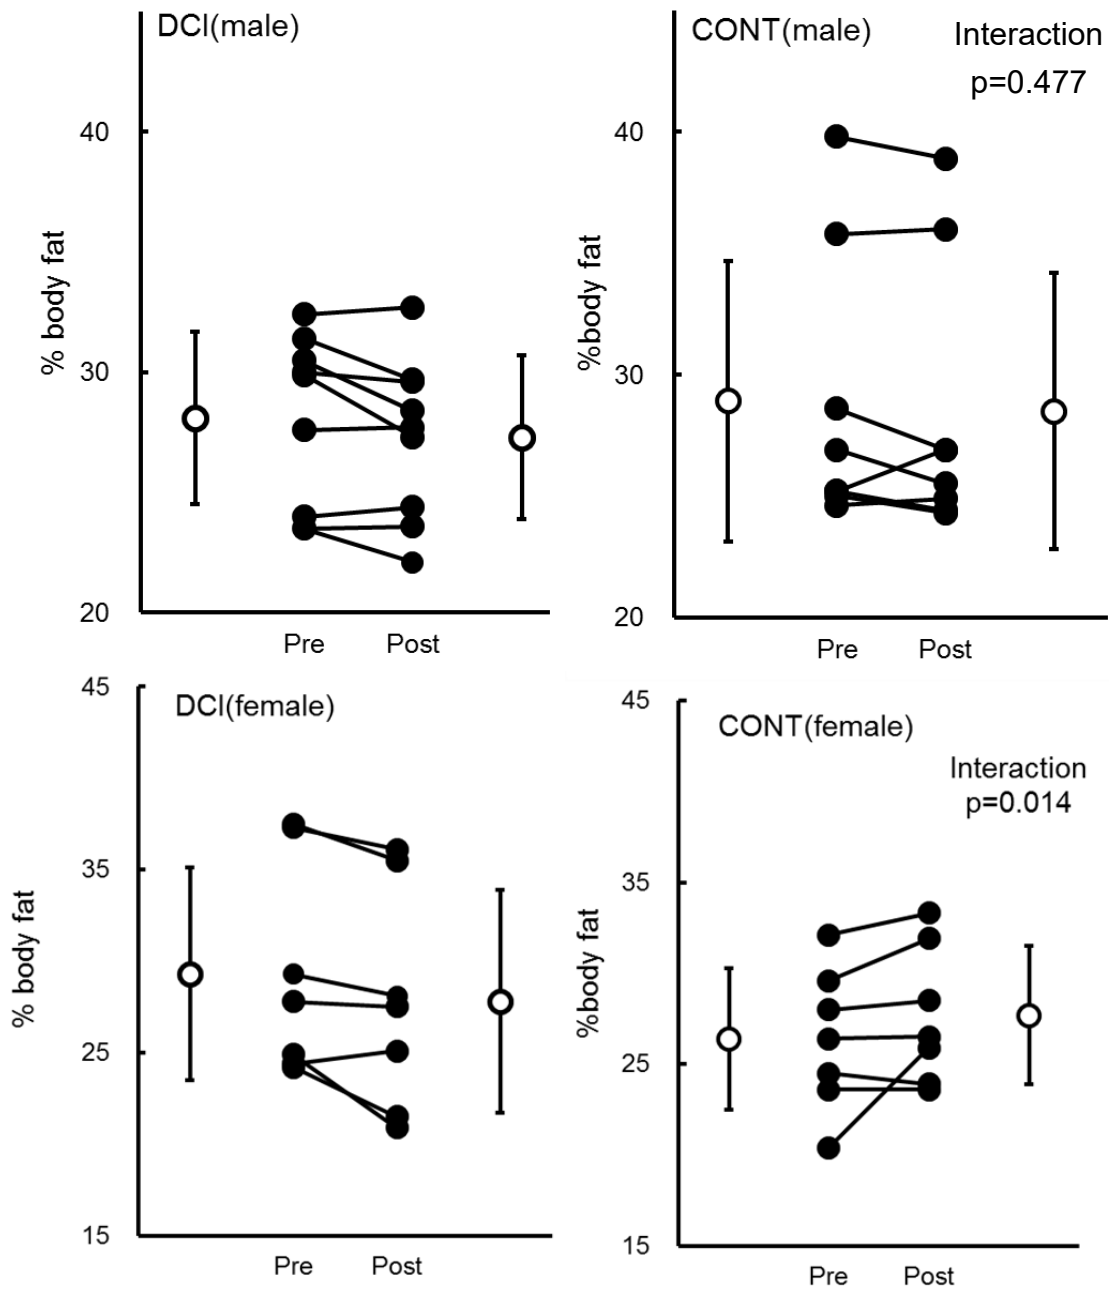 DCI(male)
40
% body fat
30
20
Pre Post
CONT(male)
Interaction
p=0.477
40
%body fat
30
20
Pre Post
45
DCI(female)
35
% body fat
25
15
Pre Post
45
CONT(female)
Interaction
p=0.014
35
%body fat
25
15
Pre Post